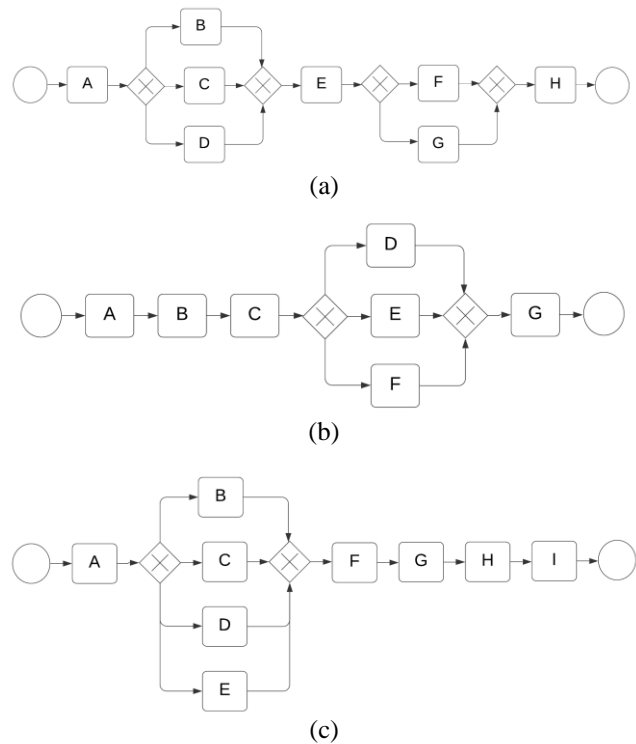 B
A C E F H
D G
(a)
D
A B C E G
F
(b)
B
A C F G H I
D
E
(c)